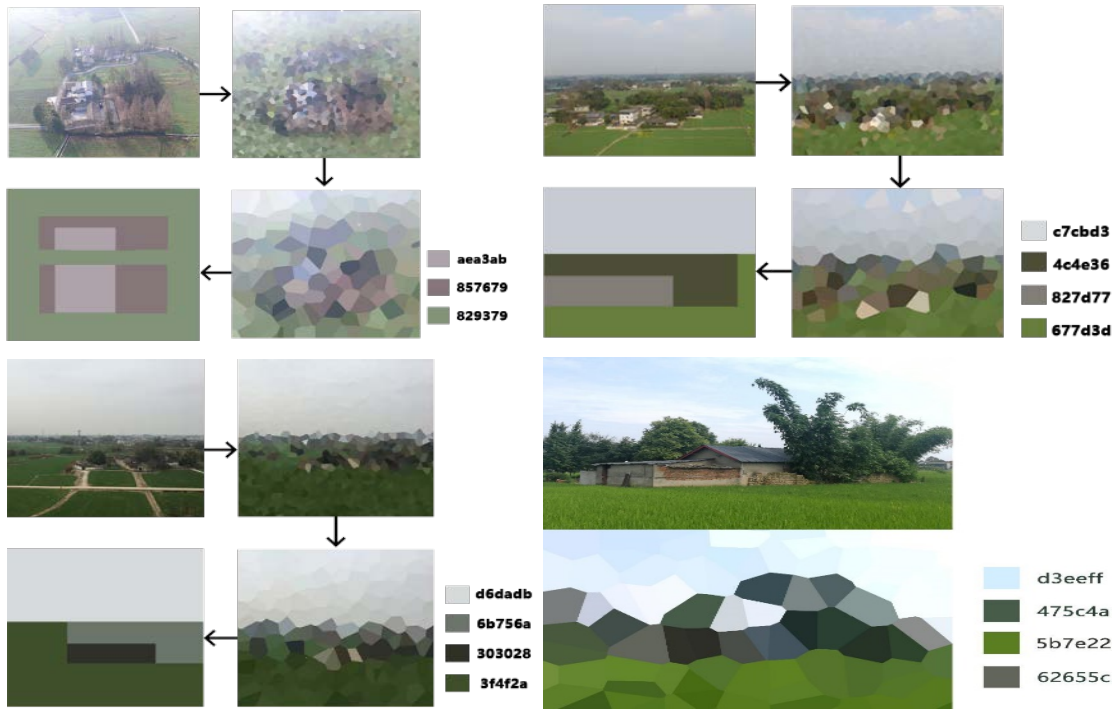 aea3ab
857679
829379
c7cbd3
4c4e36
827d77
677d3d
d6dadb
6b756a
303028
3f4f2a
d3eeff
475c4a
5b7e22
62655c